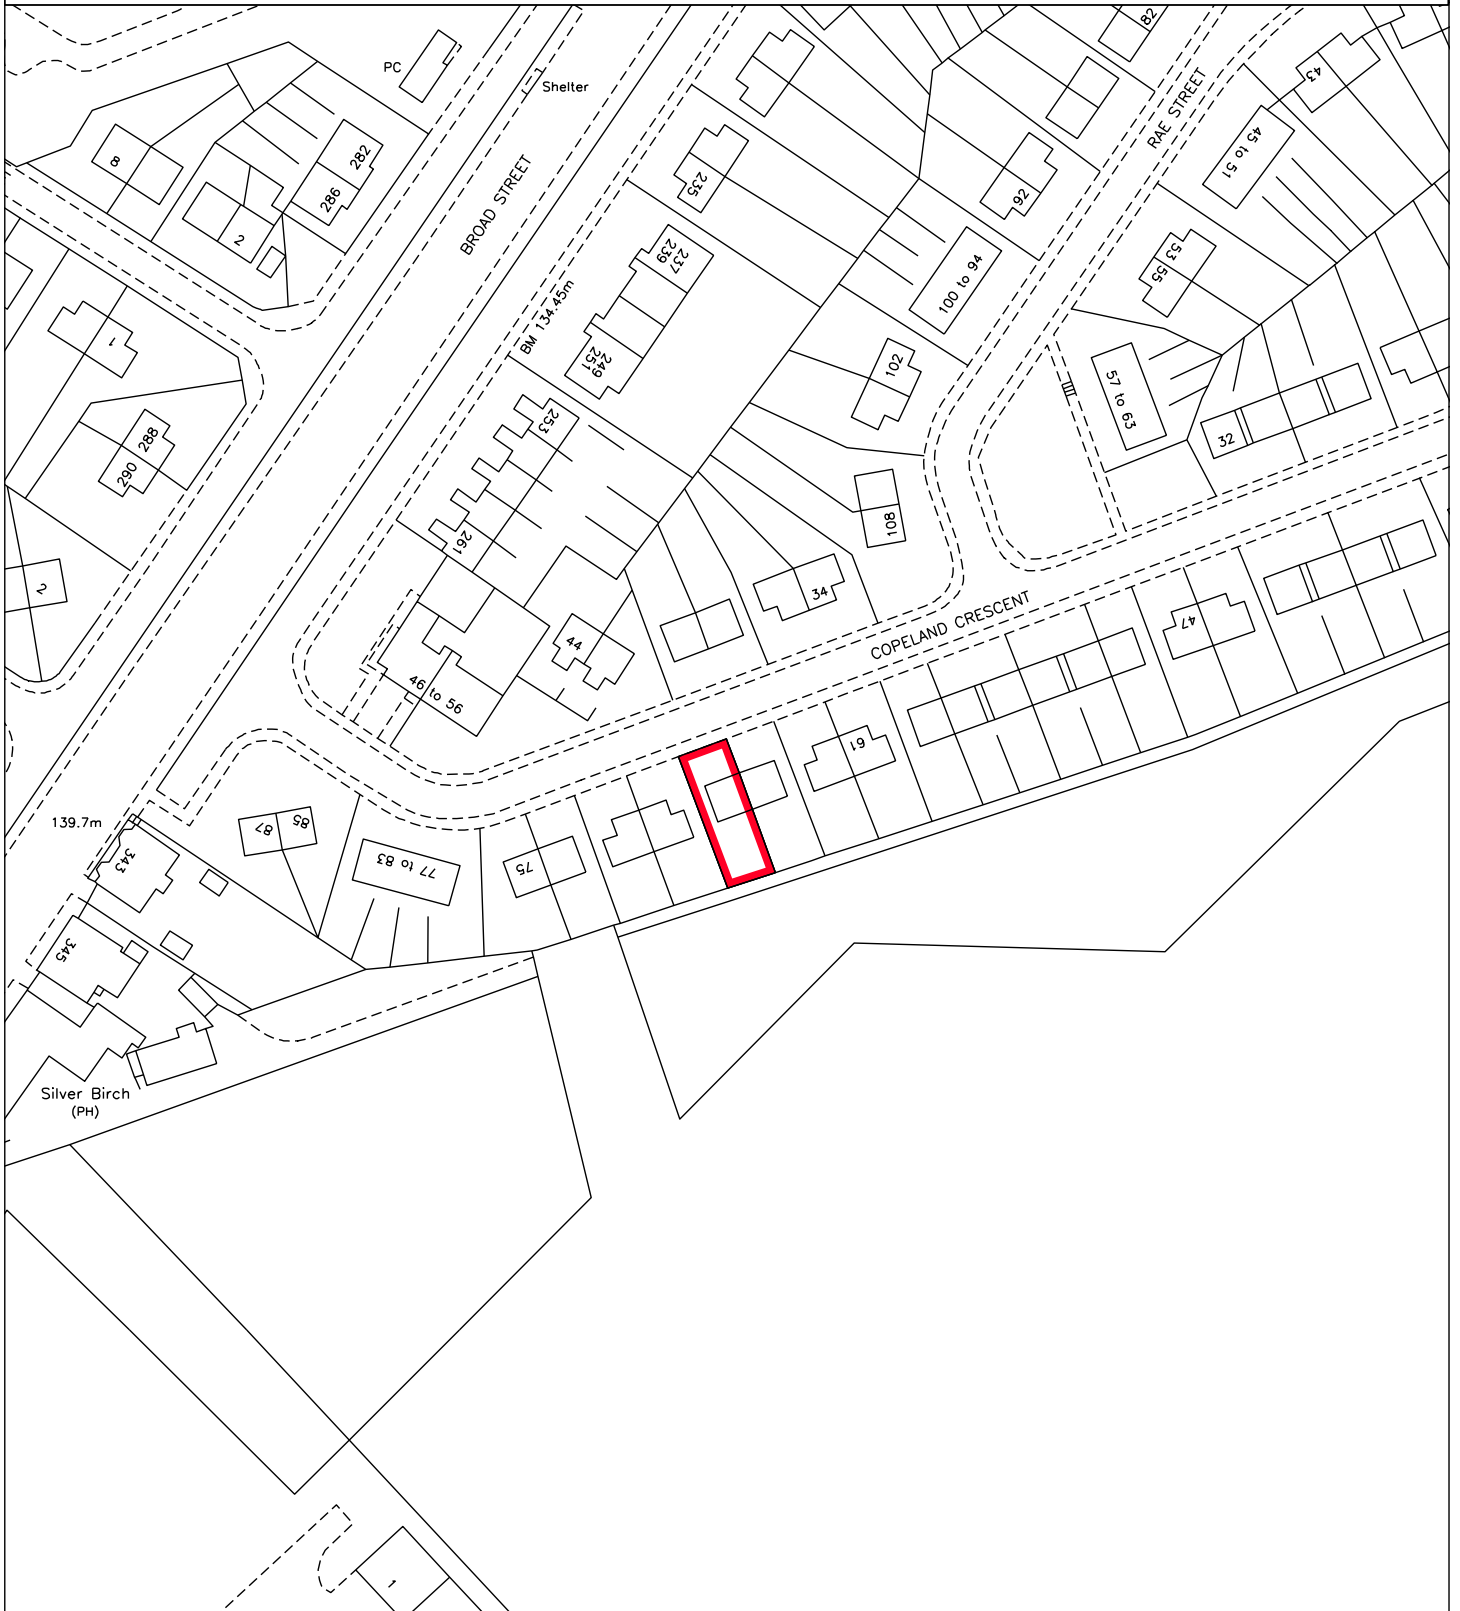 82
PC
Shelter
43
RAE STREET
8
282
286
45 to 51
235
92
BROAD STREET
2
239
237
53
55
100 to 94
BM 134.45m
1
249
251
102
57 to 63
288
253
290
32
108
261
2
34
COPELAND CRESCENT
44
47
46 to 56
61
139.7m
87
85
343
77 to 83
75
345
Silver Birch
(PH)
1